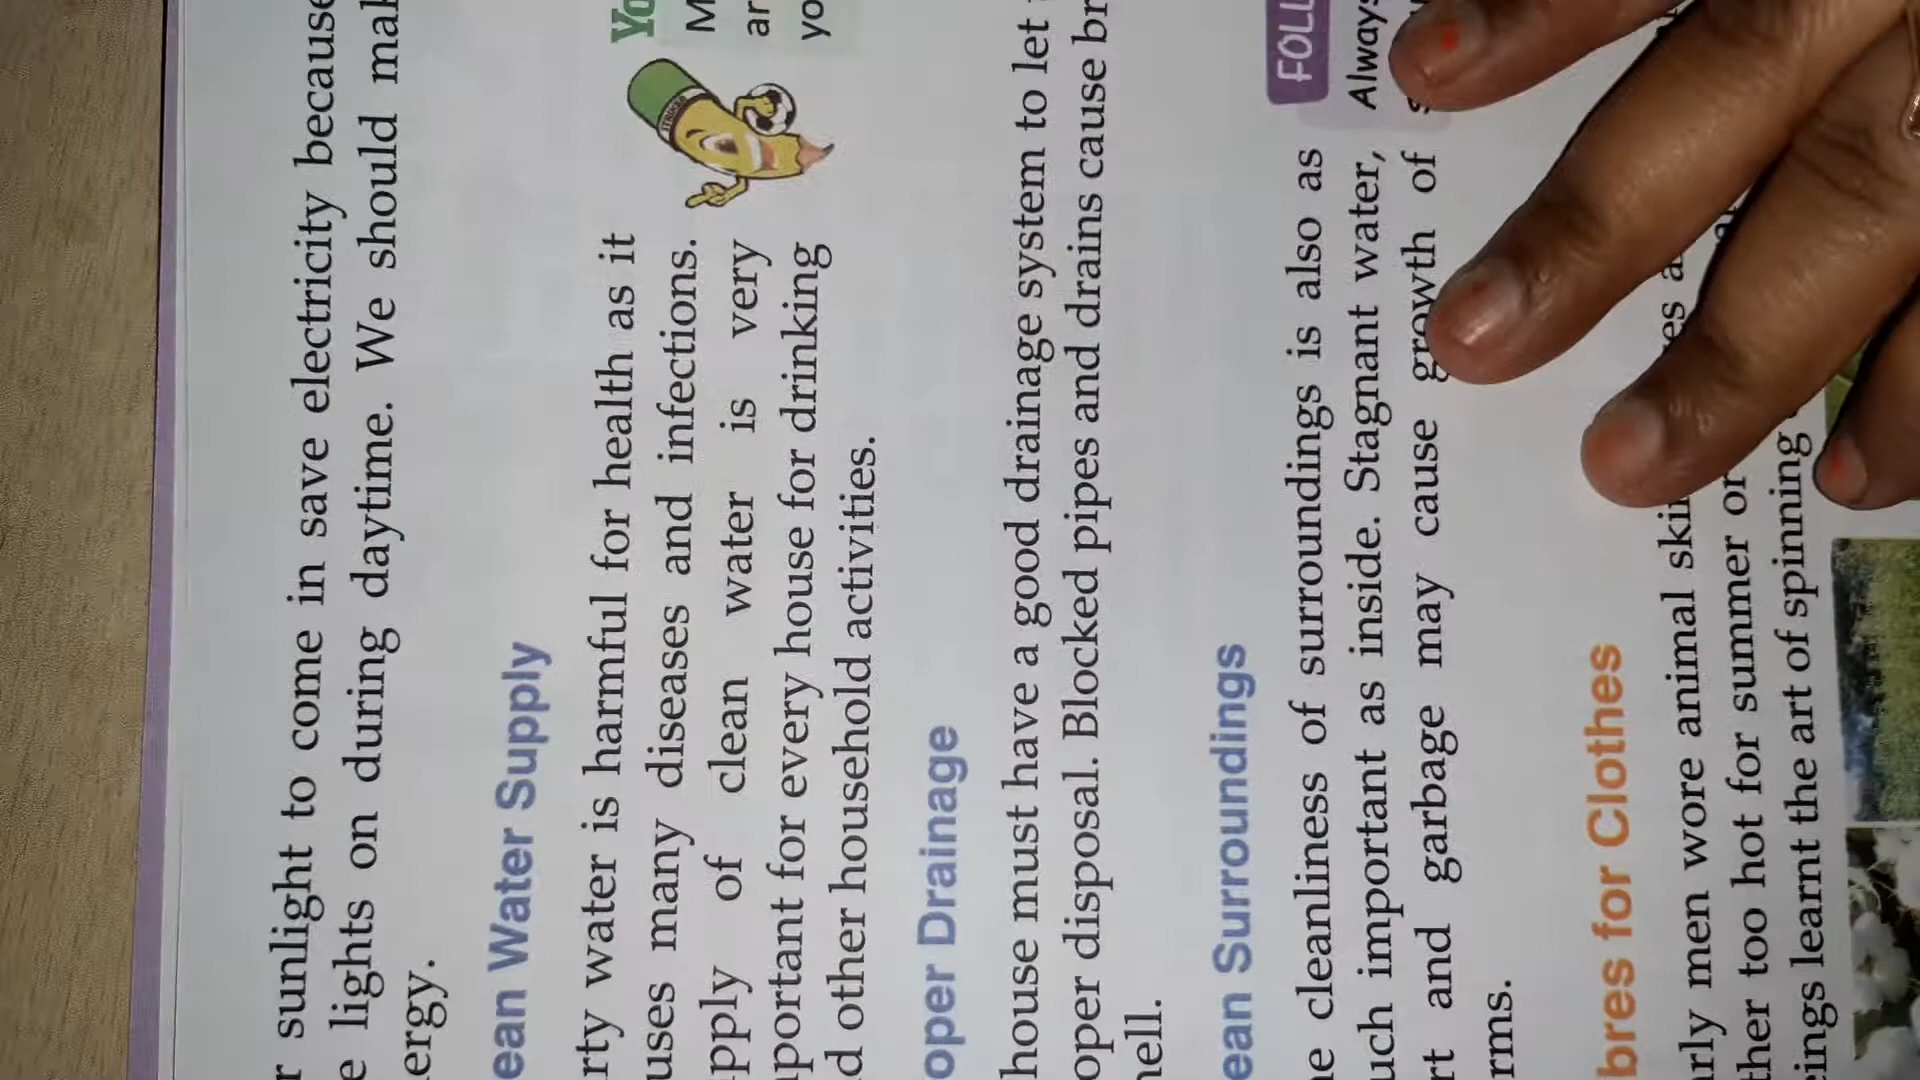 r sunlight to come in save electricity because
e lights on during daytime. We should mak
ergy.
ean Water Supply
rty water is harmful for health as it
uses many diseases and infections.
pply of clean water is very
portant for every house for drinking
d other household activities.
Yo
M
ar
yo
oper Drainage
house must have a good drainage system to let
oper disposal. Blocked pipes and drains cause br
ell.
ean Surroundings
e cleanliness of surroundings is also as
uch important as inside. Stagnant water,
rt and garbage may cause growth of
rms.
FOLL
Always
bres for Clothes
rly men wore animal ski
ther too hot for summer or
ings learnt the art of spinning